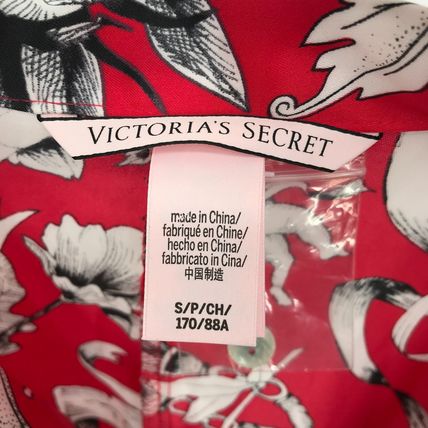 VICTORIA'S SECRET
made in China/
fabriqué en Chine/
hecho en China/
fabbricato in Cina/
中国制造
S/P/CH/
170/88A